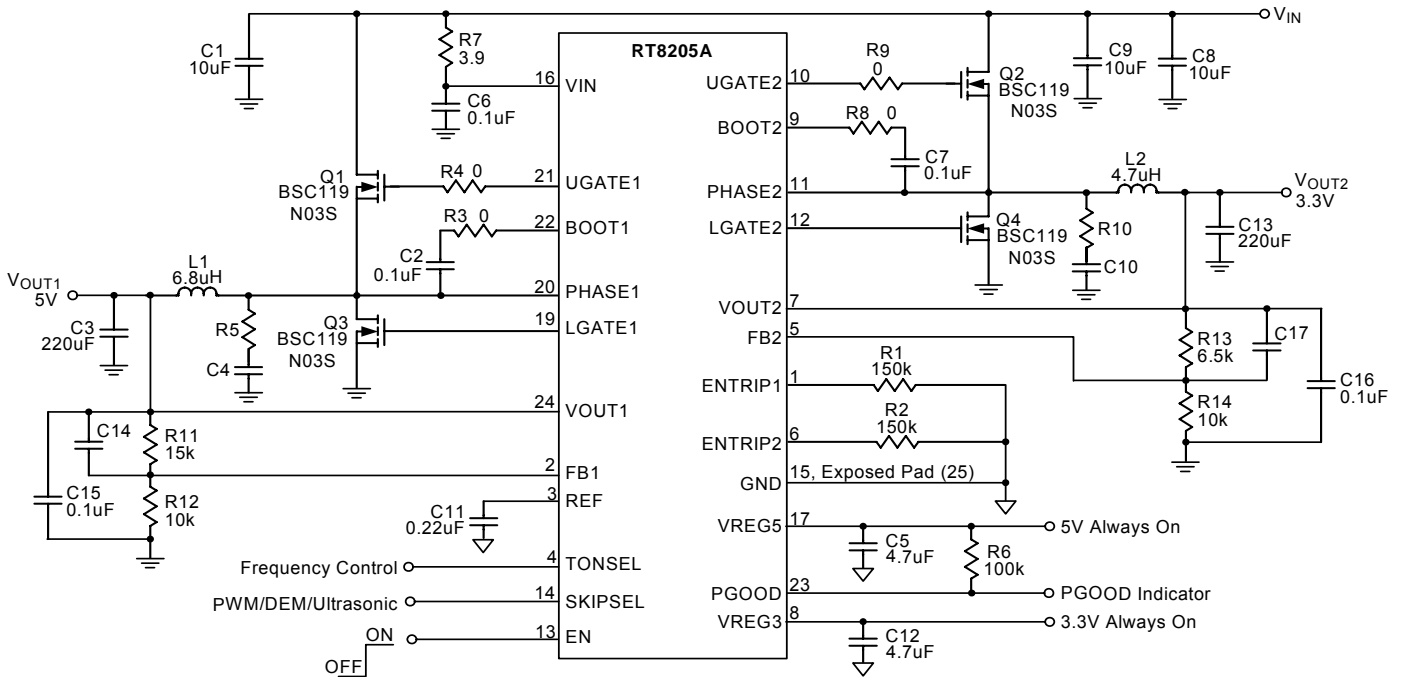 VIN
RT8205A
C1
10uF
R7
3.9
C6
0.1uF
16
VIN
Q1
BSC119
N03S
R4 0
21
UGATE1
R3 0
22
BOOT1
C2
0.1uF
L1
6.8uH
VOUT1
5V
20
PHASE1
C3
220uF
R5
C4
Q3
BSC119
N03S
19
LGATE1
24
VOUT1
C14
R11
15k
C15
0.1uF
R12
10k
2
FB1
3
REF
C11
0.22uF
Frequency Control
4
TONSEL
PWM/DEM/Ultrasonic
14
SKIPSEL
ON
OFF
13
EN
UGATE2
10
R9
0
Q2
BSC119
N03S
C9
10uF
C8
10uF
BOOT2
9
R8 0
C7
0.1uF
PHASE2
11
L2
4.7uH
VOUT2
3.3V
LGATE2
12
Q4
BSC119
N03S
R10
C10
C13
220uF
VOUT2
7
FB2
5
R13
6.5k
C17
R14
10k
C16
0.1uF
ENTRIP1
1
R1
150k
ENTRIP2
6
R2
150k
GND
15, Exposed Pad (25)
VREG5
17
5V Always On
C5
4.7uF
R6
100k
PGOOD
23
PGOOD Indicator
VREG3
8
3.3V Always On
C12
4.7uF